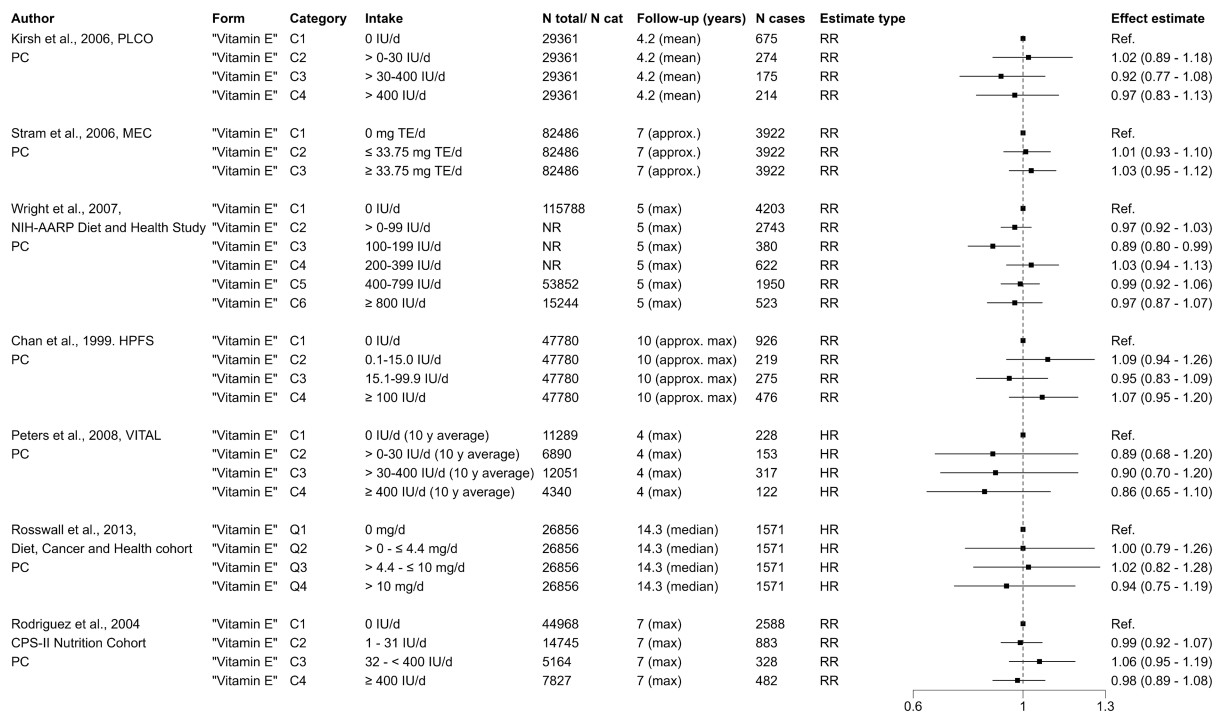 Author Form Category Intake N total/ N cat Follow-up (years) N cases Estimate type Effect estimate
Kirsh et al., 2006, PLCO "Vitamin E" C1 0 IU/d 29361 4.2 (mean) 675 RR Ref.
PC "Vitamin E" C2 > 0-30 IU/d 29361 4.2 (mean) 274 RR 1.02 (0.89 - 1.18)
"Vitamin E" C3 > 30-400 IU/d 29361 4.2 (mean) 175 RR 0.92 (0.77 - 1.08)
"Vitamin E" C4 > 400 IU/d 29361 4.2 (mean) 214 RR 0.97 (0.83 - 1.13)
Stram et al., 2006, MEC "Vitamin E" C1 0 mg TE/d 82486 7 (approx.) 3922 RR Ref.
PC "Vitamin E" C2 ≤ 33.75 mg TE/d 82486 7 (approx.) 3922 RR 1.01 (0.93 - 1.10)
"Vitamin E" C3 ≥ 33.75 mg TE/d 82486 7 (approx.) 3922 RR 1.03 (0.95 - 1.12)
Wright et al., 2007, "Vitamin E" C1 0 IU/d 115788 5 (max) 4203 RR Ref.
NIH-AARP Diet and Health Study "Vitamin E" C2 > 0-99 IU/d NR 5 (max) 2743 RR 0.97 (0.92 - 1.03)
PC "Vitamin E" C3 100-199 IU/d NR 5 (max) 380 RR 0.89 (0.80 - 0.99)
"Vitamin E" C4 200-399 IU/d NR 5 (max) 622 RR 1.03 (0.94 - 1.13)
"Vitamin E" C5 400-799 IU/d 53852 5 (max) 1950 RR 0.99 (0.92 - 1.06)
"Vitamin E" C6 ≥ 800 IU/d 15244 5 (max) 523 RR 0.97 (0.87 - 1.07)
Chan et al., 1999. HPFS "Vitamin E" C1 0 IU/d 47780 10 (approx. max) 926 RR Ref.
PC "Vitamin E" C2 0.1-15.0 IU/d 47780 10 (approx. max) 219 RR 1.09 (0.94 - 1.26)
"Vitamin E" C3 15.1-99.9 IU/d 47780 10 (approx. max) 275 RR 0.95 (0.83 - 1.09)
"Vitamin E" C4 ≥ 100 IU/d 47780 10 (approx. max) 476 RR 1.07 (0.95 - 1.20)
Peters et al., 2008, VITAL "Vitamin E" C1 0 IU/d (10 y average) 11289 4 (max) 228 HR Ref.
PC "Vitamin E" C2 > 0-30 IU/d (10 y average) 6890 4 (max) 153 HR 0.89 (0.68 - 1.20)
"Vitamin E" C3 > 30-400 IU/d (10 y average) 12051 4 (max) 317 HR 0.90 (0.70 - 1.20)
"Vitamin E" C4 ≥ 400 IU/d (10 y average) 4340 4 (max) 122 HR 0.86 (0.65 - 1.10)
Rosswall et al., 2013, "Vitamin E" Q1 0 mg/d 26856 14.3 (median) 1571 HR Ref.
Diet, Cancer and Health cohort "Vitamin E" Q2 > 0 - ≤ 4.4 mg/d 26856 14.3 (median) 1571 HR 1.00 (0.79 - 1.26)
PC "Vitamin E" Q3 > 4.4 - ≤ 10 mg/d 26856 14.3 (median) 1571 HR 1.02 (0.82 - 1.28)
"Vitamin E" Q4 > 10 mg/d 26856 14.3 (median) 1571 HR 0.94 (0.75 - 1.19)
Rodriguez et al., 2004 "Vitamin E" C1 0 IU/d 44968 7 (max) 2588 RR Ref.
CPS-II Nutrition Cohort "Vitamin E" C2 1 - 31 IU/d 14745 7 (max) 883 RR 0.99 (0.92 - 1.07)
PC "Vitamin E" C3 32 - < 400 IU/d 5164 7 (max) 328 RR 1.06 (0.95 - 1.19)
"Vitamin E" C4 ≥ 400 IU/d 7827 7 (max) 482 RR 0.98 (0.89 - 1.08)
0.6 1 1.3